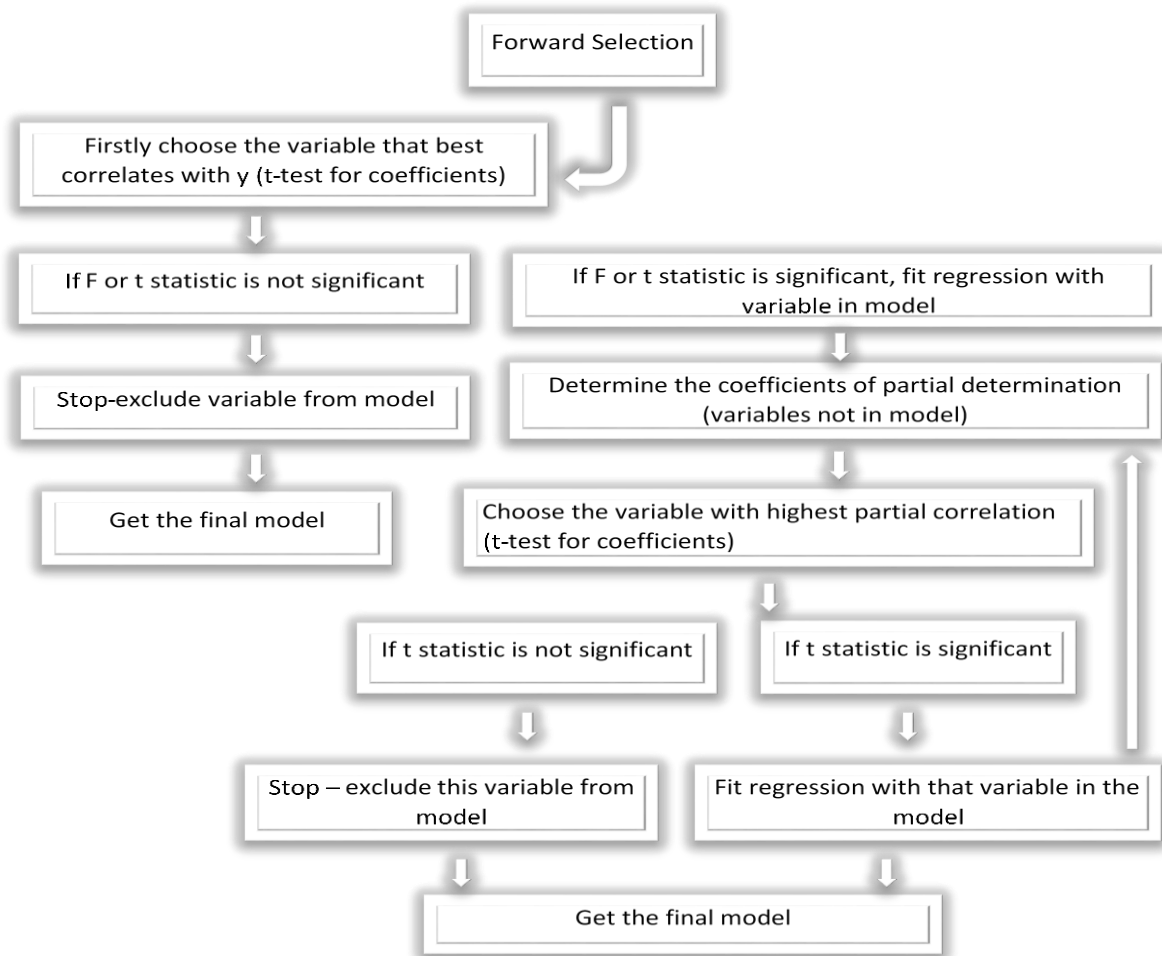 Forward Selection
Firstly choose the variable that best
correlates with y (t-test for coefficients)
If F or t statistic is not significant
If F or t statistic is significant, fit regression with
variable in model
Stop-exclude variable from model
Determine the coefficients of partial determination
(variables not in model)
Get the final model
Choose the variable with highest partial correlation
(t-test for coefficients)
If t statistic is not significant
If t statistic is significant
Stop – exclude this variable from
model
Fit regression with that variable in the
model
Get the final model